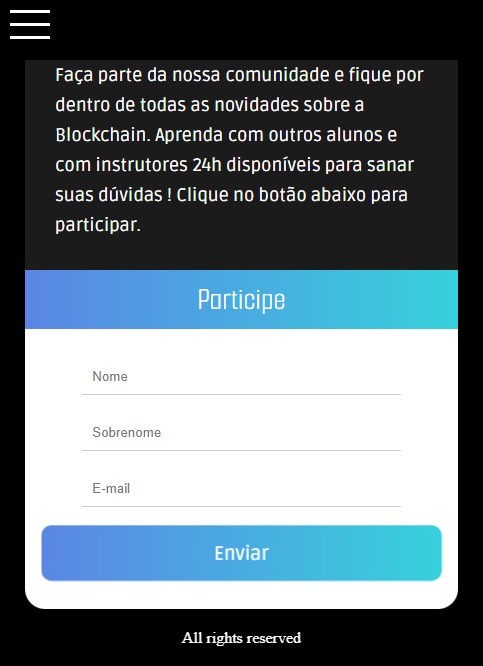 Faça parte da nossa comunidade e fique por
dentro de todas as novidades sobre a
Blockchain. Aprenda com outros alunos e
com instrutores 24h disponíveis para sanar
suas dúvidas ! Clique no botão abaixo para
participar.
Participe
Nome
Sobrenome
E-mail
Enviar
All rights reserved